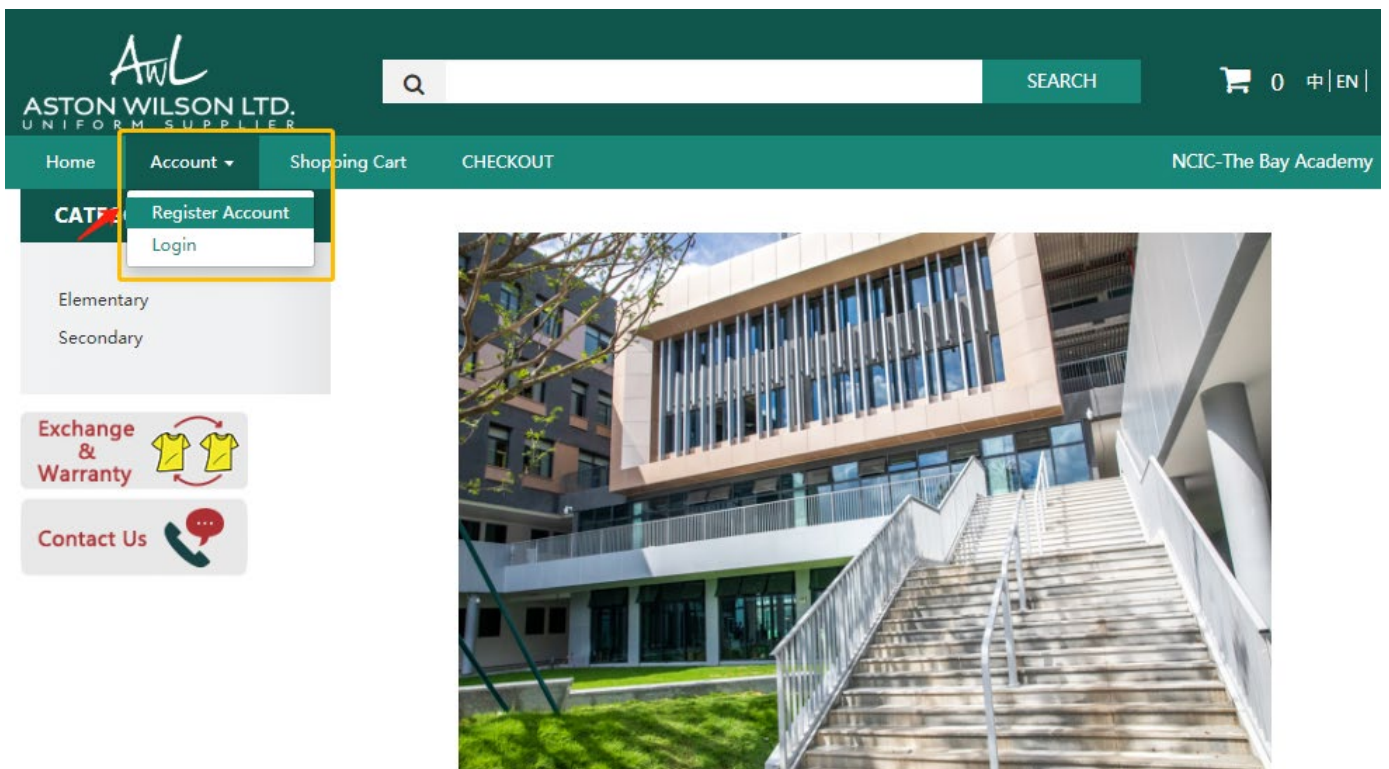 AWL
ASTON WILSON LTD.
UNIFORM SUPPLIER
SEARCH
0 中|EN|
Home Account Shopping Cart CHECKOUT NCIC-The Bay Academy
Register Account
Login
Elementary
Secondary
Exchange
&
Warranty
Contact Us